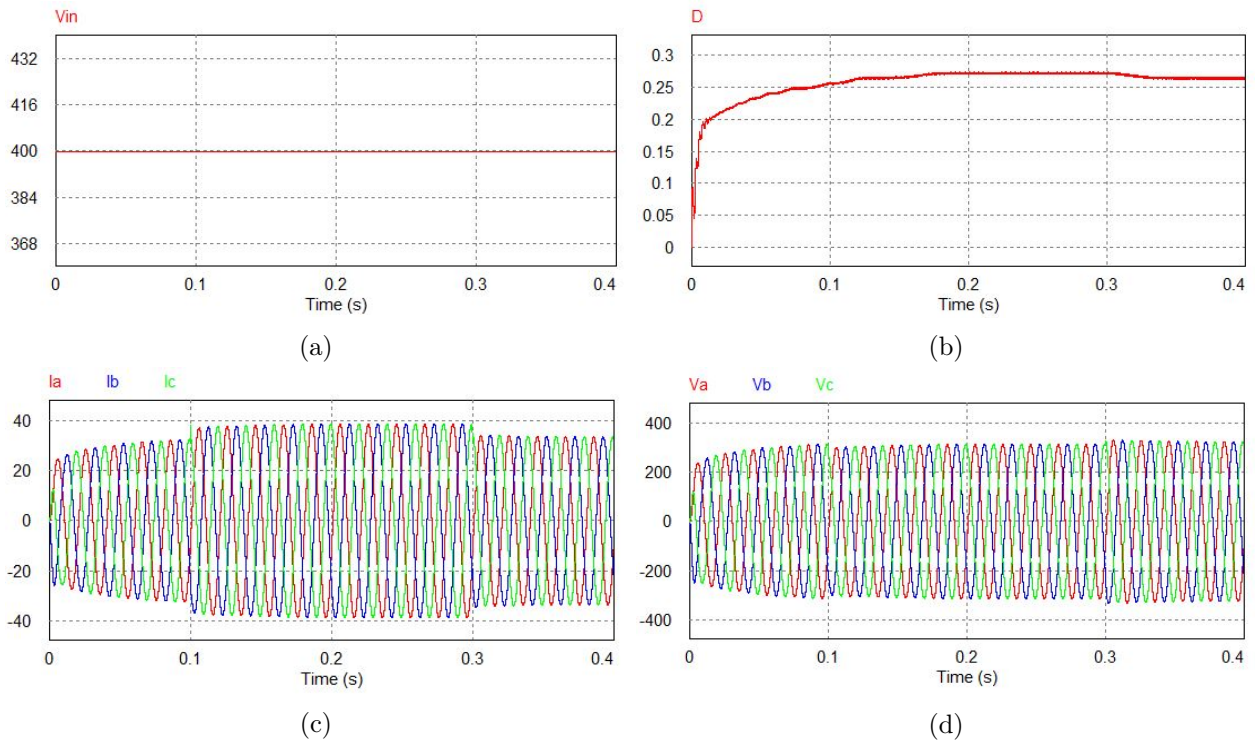 Vin
432
416
400
384
368
0 0.1 0.2 0.3 0.4
Time (s)
(a)
D
0.3
0.25
0.2
0.15
0.1
0.05
0
0 0.1 0.2 0.3 0.4
Time (s)
(b)
Ia Ib Ic
40
20
0
-20
-40
0 0.1 0.2 0.3 0.4
Time (s)
(c)
Va Vb Vc
400
200
0
-200
-400
0 0.1 0.2 0.3 0.4
Time (s)
(d)